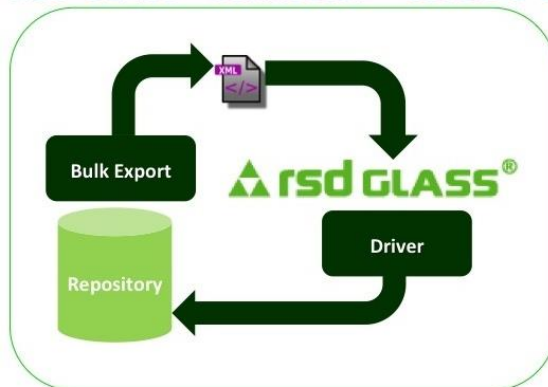 XML
</>
Bulk Export
rsd GLASS®
Driver
Repository